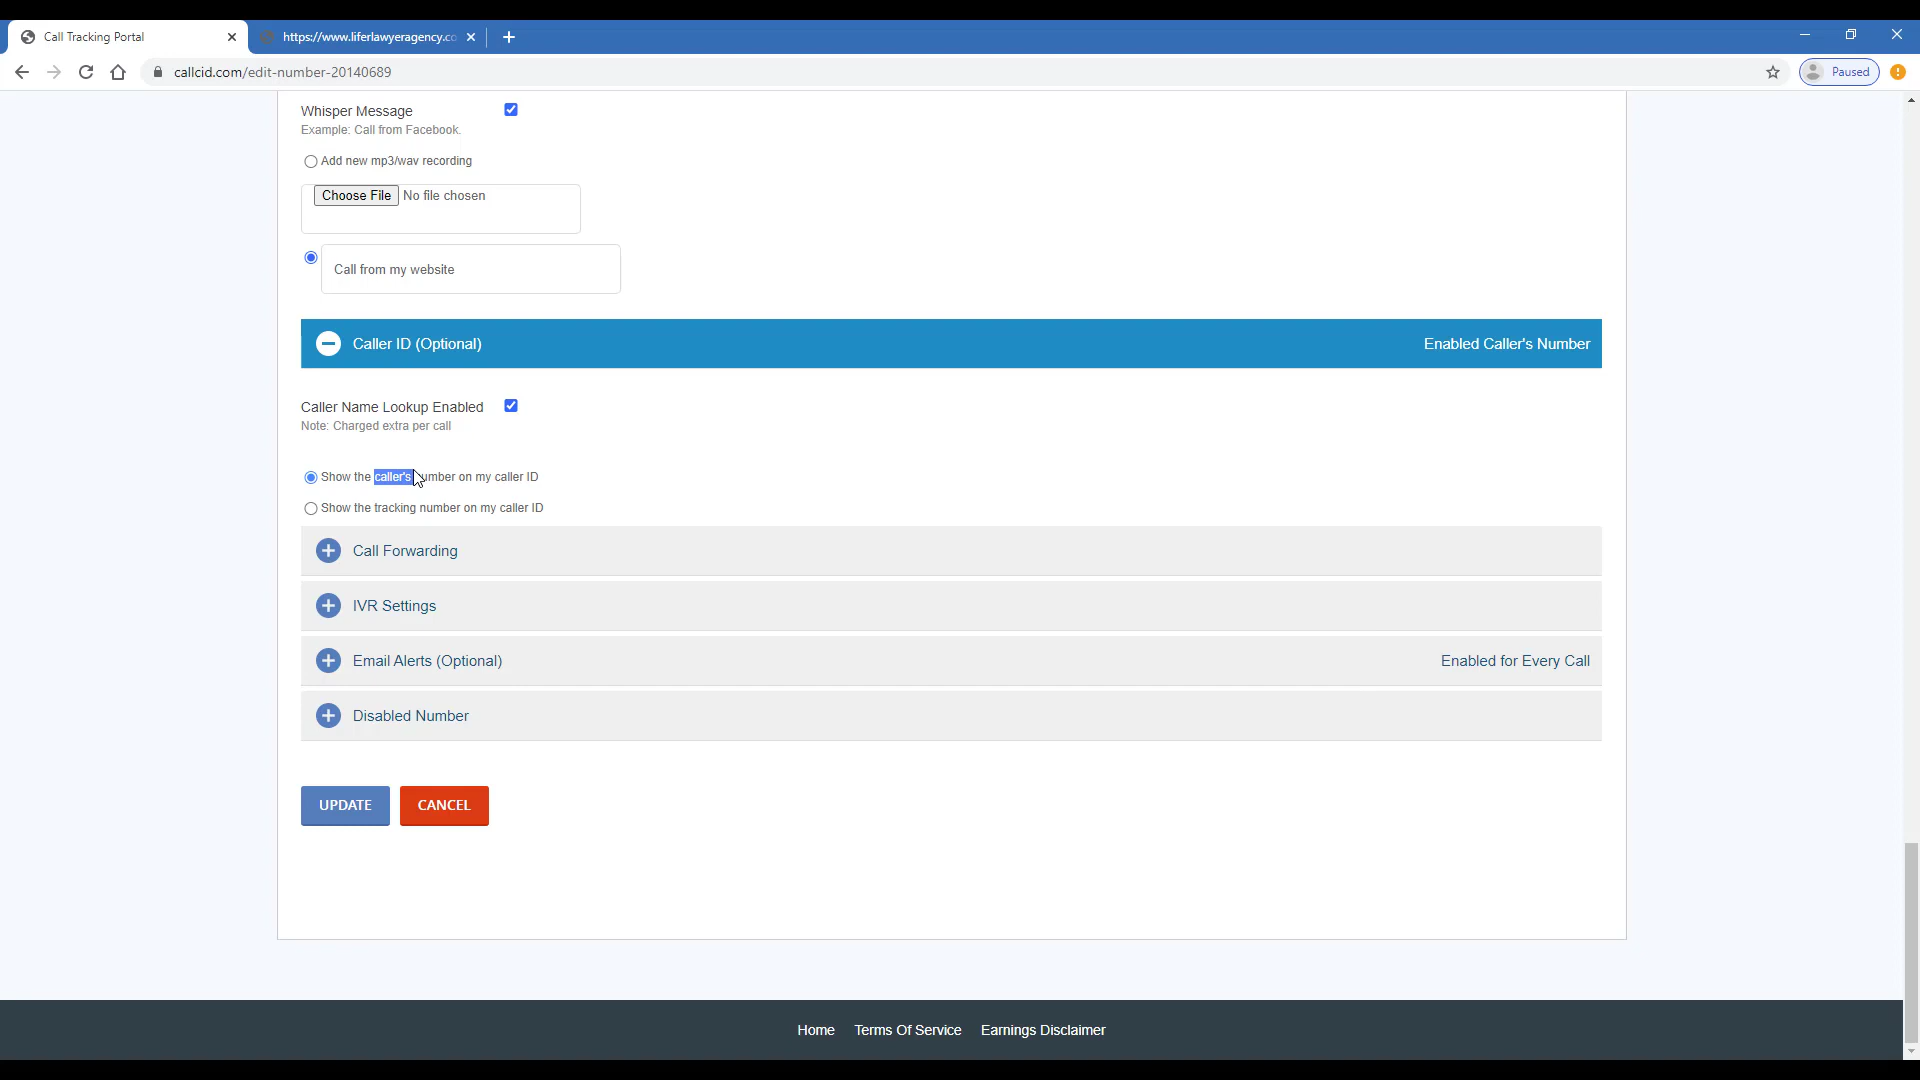 Call Tracking Portal
https://www.liferlawyeragency.co
callcid.com/edit-number-20140689
Paused
Whisper Message
Example: Call from Facebook.
Add new mp3/wav recording
Choose File No file chosen
Call from my website
Caller ID (Optional) Enabled Caller's Number
Caller Name Lookup Enabled
Note: Charged extra per call
Show the caller's number on my caller ID
Show the tracking number on my caller ID
Call Forwarding
IVR Settings
Email Alerts (Optional) Enabled for Every Call
Disabled Number
UPDATE CANCEL
Home Terms Of Service Earnings Disclaimer